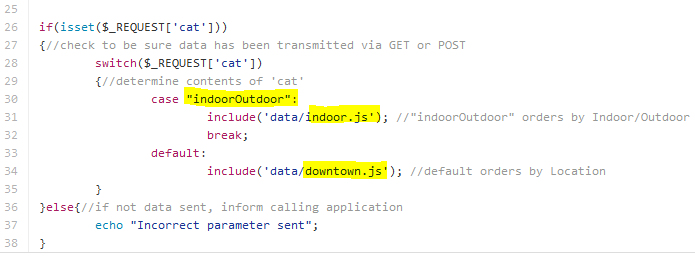 25
26 if(isset($_REQUEST['cat']))
27 {//check to be sure data has been transmitted via GET or POST
28 switch($_REQUEST['cat'])
29 {//determine contents of 'cat'
30 case "indoorOutdoor":
31 include('data/indoor.js'); //"indoorOutdoor" orders by Indoor/Outdoor
32 break;
33 default:
34 include('data/downtown.js'); //default orders by Location
35 }
36 }else{//if not data sent, inform calling application
37 echo "Incorrect parameter sent";
38 }